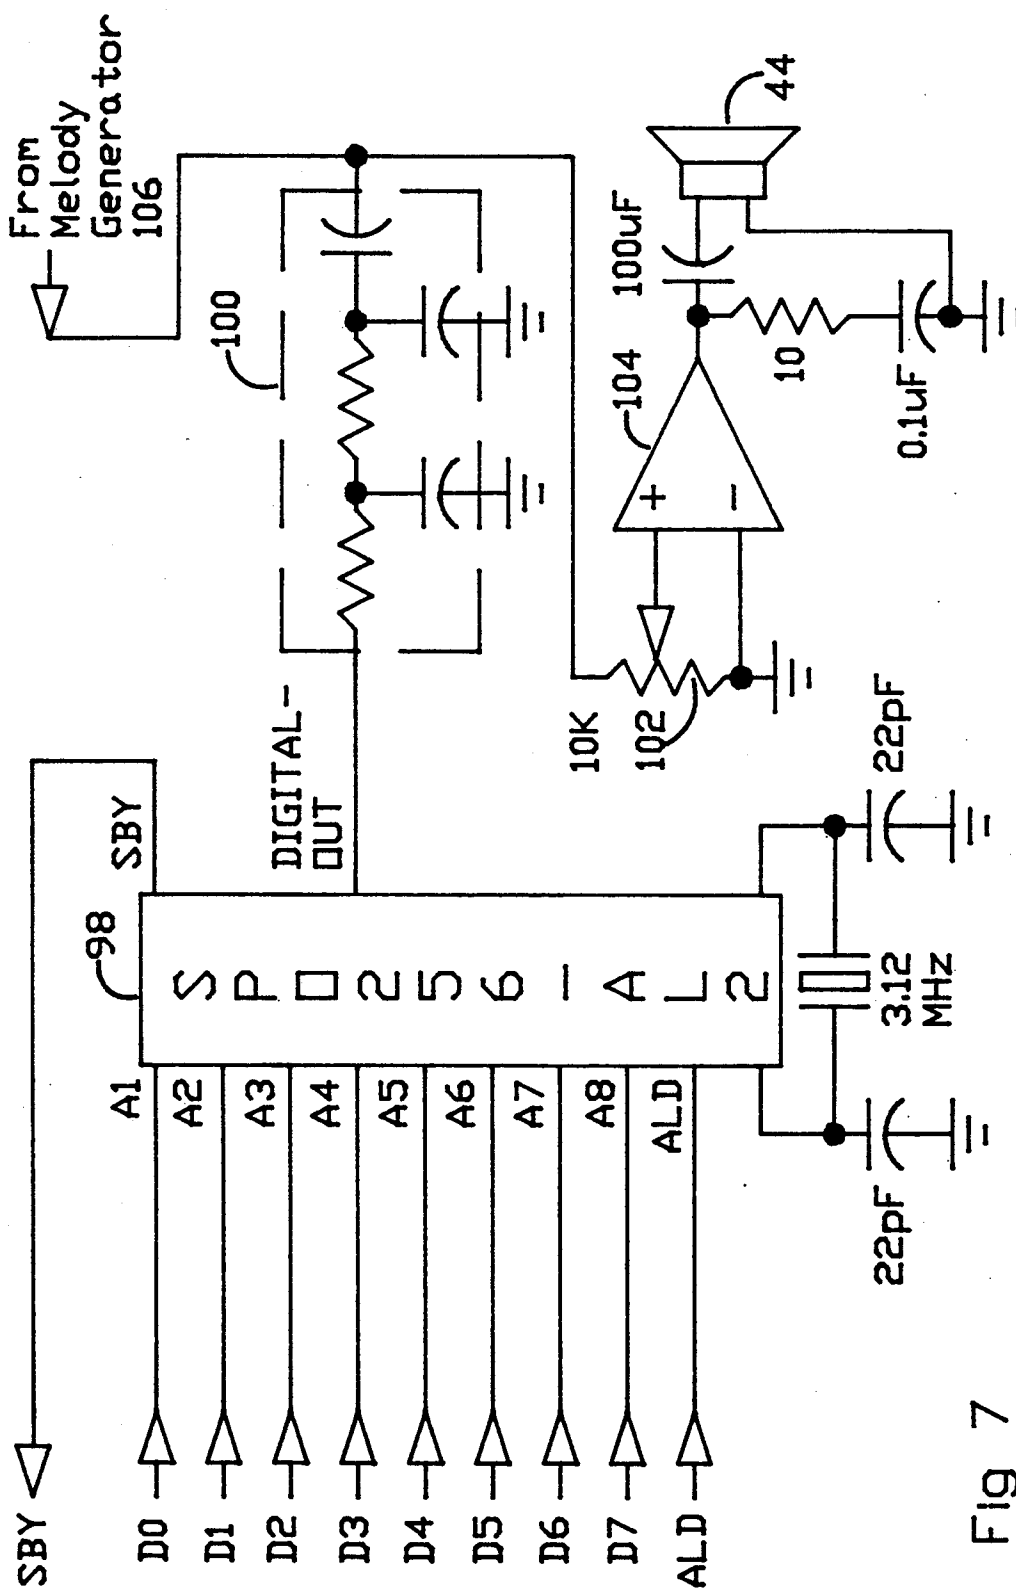 SBY
D0
D1
D2
D3
D4
D5
D6
D7
ALD
A1
A2
A3
A4
A5
A6
A7
A8
ALD
98
SPO256-AL2
SBY
DIGITAL-
OUT
22pF
3.12
MHz
22pF
100
From
Melody
Generator
106
10K
102
104
+
-
100uF
10
0.1uF
44
Fig 7